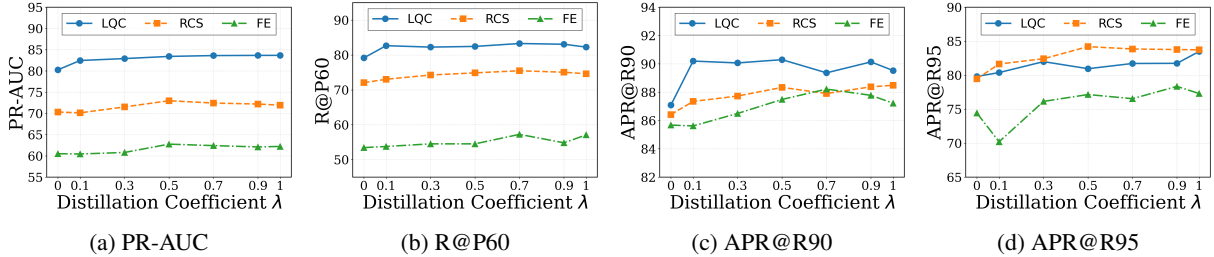 LQC RCS FE
PR-AUC
95
90
85
80
75
70
65
60
55
0 0.1 0.3 0.5 0.7 0.9 1
Distillation Coefficient λ
(a) PR-AUC
LQC RCS FE
R@P60
90
80
70
60
50
0 0.1 0.3 0.5 0.7 0.9 1
Distillation Coefficient λ
(b) R@P60
LQC RCS FE
APR@R90
94
92
90
88
86
84
82
0 0.1 0.3 0.5 0.7 0.9 1
Distillation Coefficient λ
(c) APR@R90
LQC RCS FE
APR@R95
90
85
80
75
70
65
0 0.1 0.3 0.5 0.7 0.9 1
Distillation Coefficient λ
(d) APR@R95